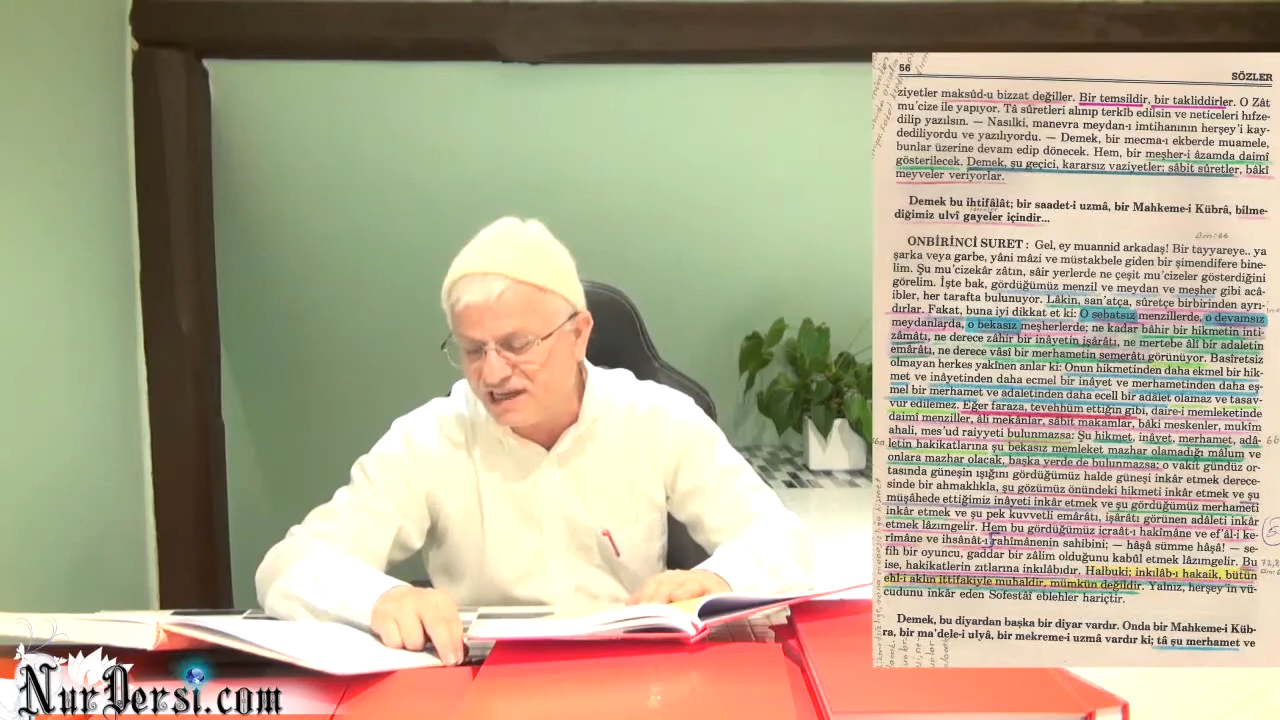 56
SÖZLER
ziyetler maksûd-u bizzat değiller. Bir temsildir, bir takliddirler. O Zât
mu'cize ile yapıyor. Tâ sûretleri alınıp terkîb edilsin ve neticeleri hıfze-
dilip yazılsın. — Nasılki, manevra meydan-ı imtihanının herşey'i kay-
dediliyordu ve yazılıyordu. — Demek, bir mecma-ı ekberde muamele,
bunlar üzerine devam edip dönecek. Hem, bir meşher-i âzamda daimî
gösterilecek. Demek, şu geçici, kararsız vaziyetler; sâbit sûretler, bâkî
meyveler veriyorlar.
Demek bu ihtifâlât; bir saadet-i uzmâ, bir Mahkeme-i Kübrâ, bilme-
diğimiz ulvî gayeler içindir...
ONBİRİNCİ SURET : Gel, ey muannid arkadaş! Bir tayyareye.. ya
şarka veya garbe, yâni mâzi ve müstakbele giden bir şimendifere bine-
lim. Şu mu'cizekâr zâtın, sâir yerlerde ne çeşit mu'cizeler gösterdiğini
görelim. İşte bak, gördüğümüz menzil ve meydan ve meşher gibi acâ-
ibler, her tarafta bulunuyor. Lâkin, san'atça, sûretçe birbirinden ayrı-
dırlar. Fakat, buna iyi dikkat et ki; O sebatsız menzillerde, o devamsız
meydanlarda, o bekasız meşherlerde; ne kadar bâhir bir hikmetin inti-
zâmâtı, ne derece zâhir bir inâyetin işârâtı, ne mertebe âlî bir adaletin
emârâtı, ne derece vâsi bir merhametin semerâtı görünüyor. Basîretsiz
olmayan herkes yakînen anlar ki: Onun hikmetinden daha ekmel bir hik-
met ve inâyetinden daha ecmel bir inâyet ve merhametinden daha eş-
mel bir merhamet ve adaletinden daha ecell bir adâlet olamaz ve tasav-
vur edilemez. Eğer faraza, tevehhüm ettiğin gibi, daire-i memleketinde
daimî menziller, âlî mekânlar, sâbit makamlar, bâki meskenler, mukîm
ahali, mes'ud raiyyeti bulunmazsa: Şu hikmet, inâyet, merhamet, adâ-
letin hakikatlarına şu bekasız memleket mazhar olamadığı mâlum ve
onlara mazhar olacak, başka yerde de bulunmazsa; o vakit gündüz or-
tasında güneşin ışığını gördüğümüz halde güneşi inkâr etmek derece-
sinde bir ahmaklıkla, şu gözümüz önündeki hikmeti inkâr etmek ve şu
müşâhede ettiğimiz inâyeti inkâr etmek ve şu gördüğümüz merhameti
inkâr etmek ve şu pek kuvvetli emârâtı, işârâtı görünen adâleti inkâr
etmek lâzımgelir. Hem bu gördüğümüz icraat-ı hakîmâne ve ef'âl-i ke-
rîmâne ve ihsânât-ı rahîmânenin sahibini; — hâşâ sümme hâşâ! — se-
fih bir oyuncu, gaddar bir zâlim olduğunu kabûl etmek lâzımgelir. Bu
ise, hakikatlerin zıtlarına inkılâbıdır. Halbuki; inkılâb-ı hakaik, bütün
ehl-i aklın ittifakiyle muhaldir, mümkün değildir. Yalnız, herşey'in vü-
cudunu inkâr eden Sofestâî eblehler hariçtir.
Demek, bu diyardan başka bir diyar vardır. Onda bir Mahkeme-i Küb-
ra, bir ma'dele-i ulyâ, bir mekreme-i uzmâ vardır ki; tâ şu merhamet ve
NurDersi.com